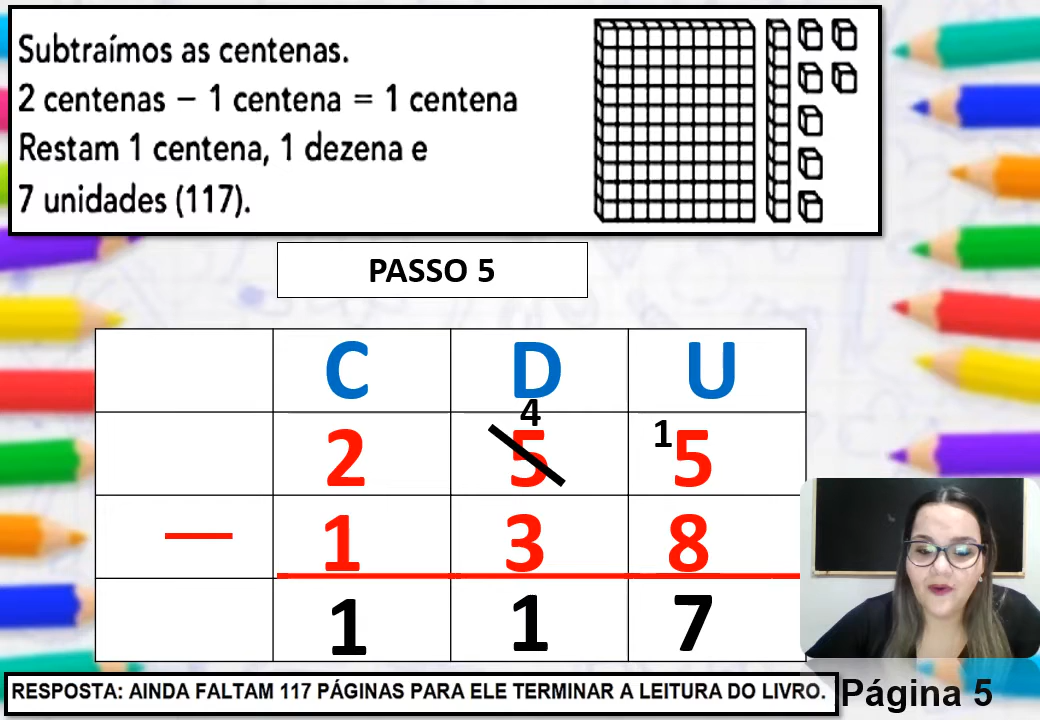 Subtraímos as centenas.
2 centenas − 1 centena = 1 centena
Restam 1 centena, 1 dezena e
7 unidades (117).
PASSO 5
C D U
4
2 5 15
— 1 3 8
1 1 7
RESPOSTA: AINDA FALTAM 117 PÁGINAS PARA ELE TERMINAR A LEITURA DO LIVRO.
Página 5